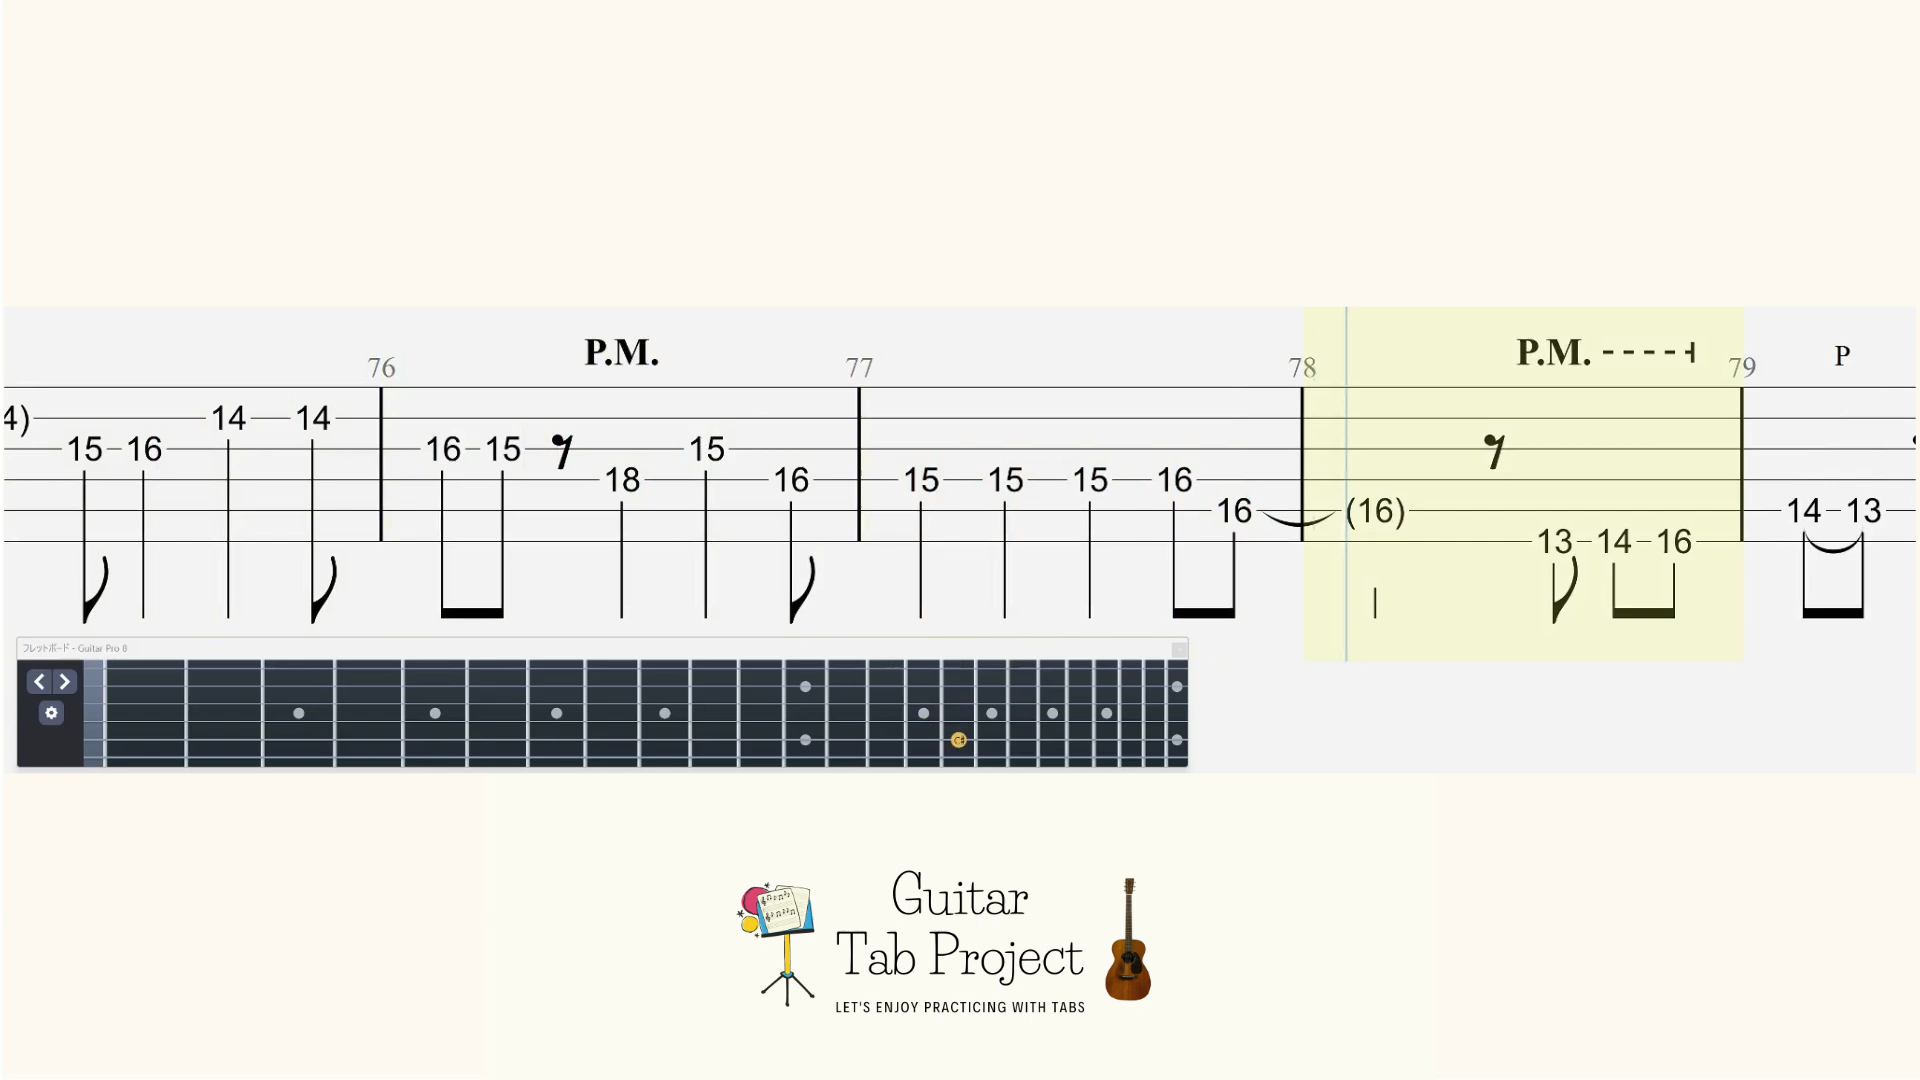 76 P.M. 77 78 P.M. 79 P
4) 14 14
15 16 16 15 15
18 16 15 15 15 16
16 (16) 14 13
13 14 16
フレットボード - Guitar Pro 8
C#
Guitar
Tab Project
LET'S ENJOY PRACTICING WITH TABS